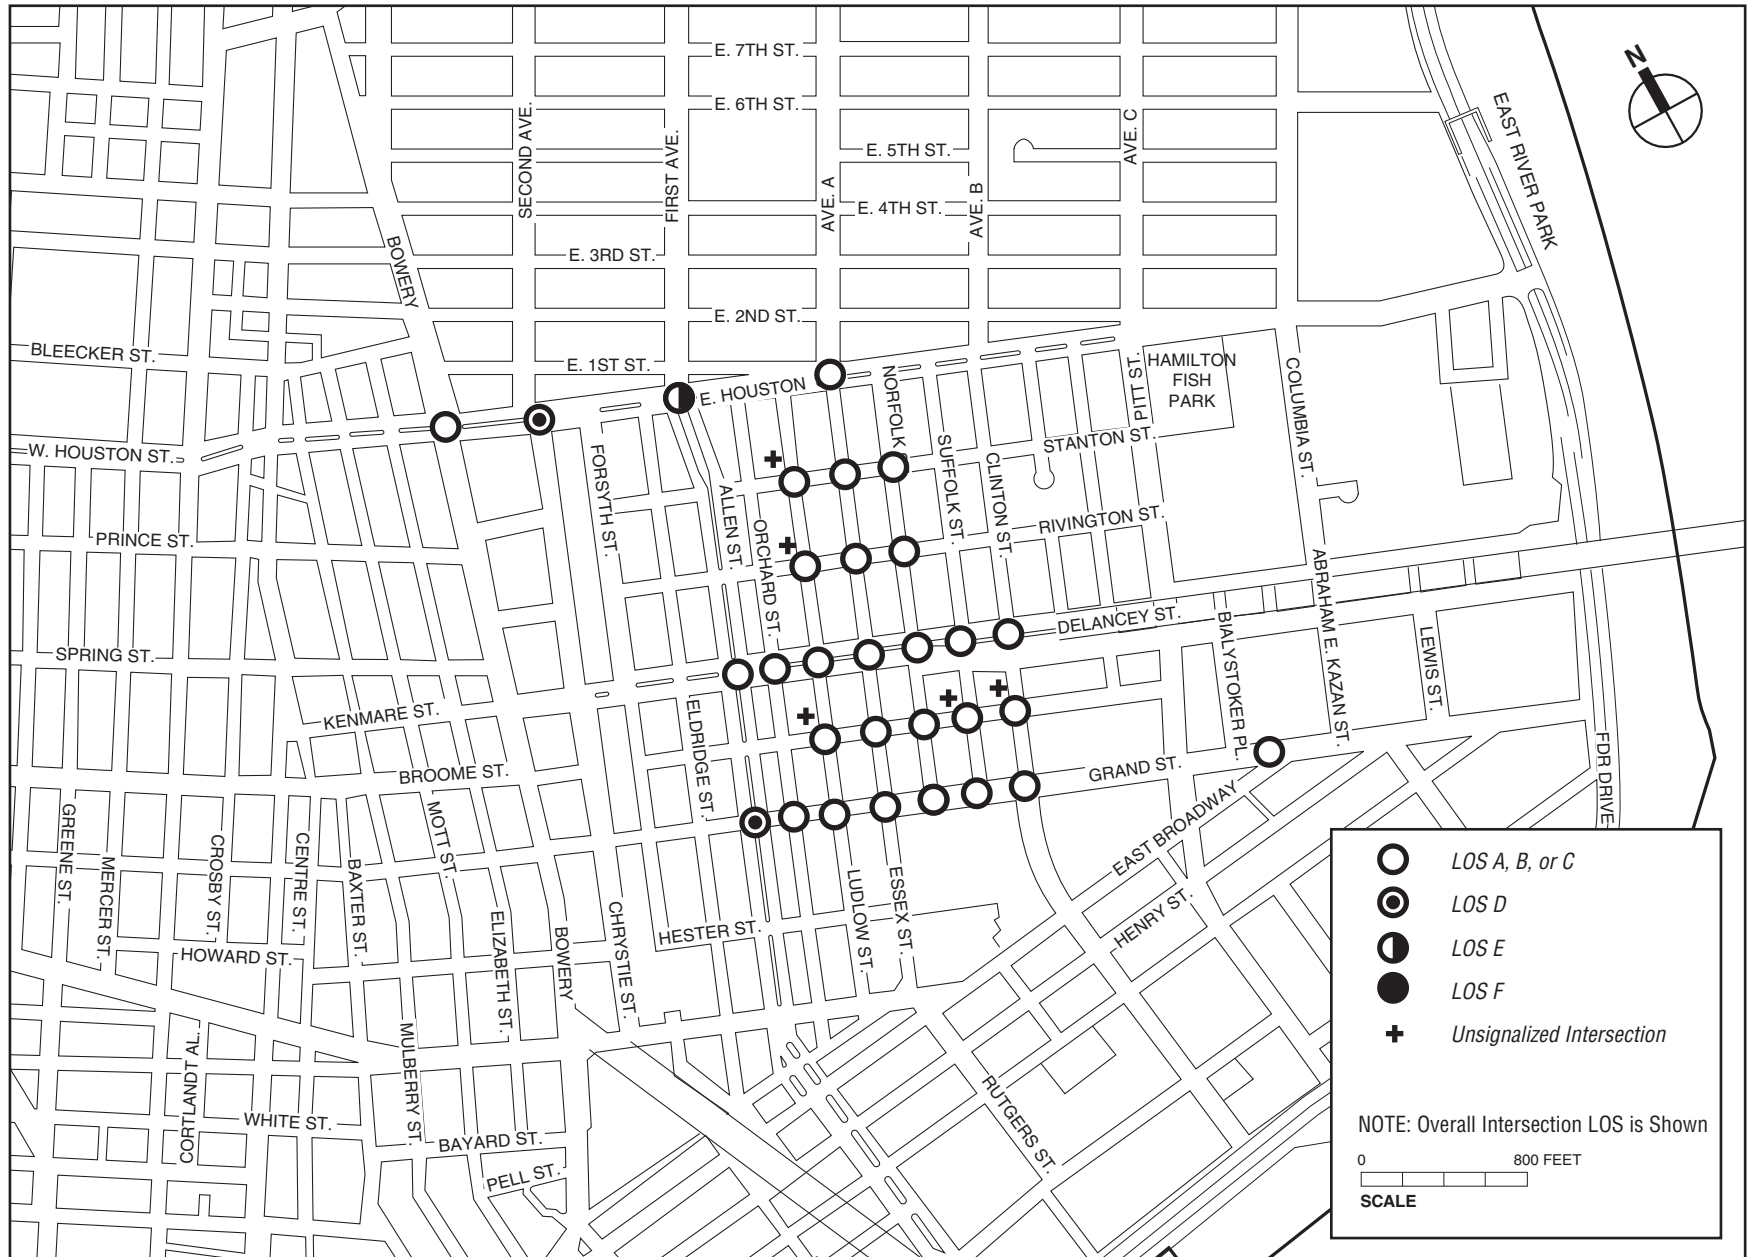 N
E. 7TH ST.
E. 6TH ST.
SECOND AVE.
FIRST AVE.
E. 5TH ST.
AVE. C
EAST RIVER PARK
AVE. A
AVE. B
E. 4TH ST.
BOWERY
E. 3RD ST.
E. 2ND ST.
BLEECKER ST.
E. 1ST ST.
E. HOUSTON
NORFOLK
PITT ST.
HAMILTON
FISH
PARK
COLUMBIA ST.
W. HOUSTON ST.
FORSYTH ST.
SUFFOLK ST.
CLINTON ST.
STANTON ST.
ALLEN ST.
ORCHARD ST.
RIVINGTON ST.
PRINCE ST.
ABRAHAM E. KAZAN ST.
DELANCEY ST.
BIALYSTOKER PL.
LEWIS ST.
SPRING ST.
KENMARE ST.
ELDRIDGE ST.
FDR DRIVE
BROOME ST.
GRAND ST.
GREENE ST.
MERCER ST.
CROSBY ST.
CENTRE ST.
BAXTER ST.
MOTT ST.
EAST BROADWAY
LUDLOW ST.
ESSEX ST.
ELIZABETH ST.
BOWERY
CHRYSTIE ST.
HESTER ST.
HENRY ST.
HOWARD ST.
CORTLANDT AL.
MULBERRY ST.
WHITE ST.
BAYARD ST.
PELL ST.
RUTGERS ST.
LOS A, B, or C
LOS D
LOS E
LOS F
Unsignalized Intersection
NOTE: Overall Intersection LOS is Shown
0 800 FEET
SCALE